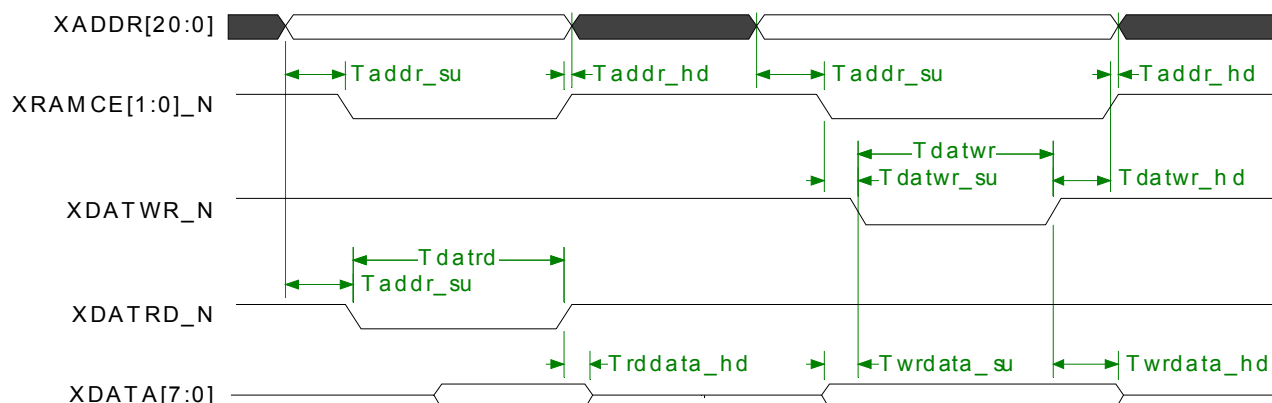 XADDR[20:0]
Taddr_su Taddr_hd Taddr_su Taddr_hd
XRAMCE[1:0]_N
Tdatwr
Tdatwr_su Tdatwr_hd
XDATWR_N
Tdatrd
Taddr_su
XDATRD_N
Trddata_hd Twrdata_su Twrdata_hd
XDATA[7:0]